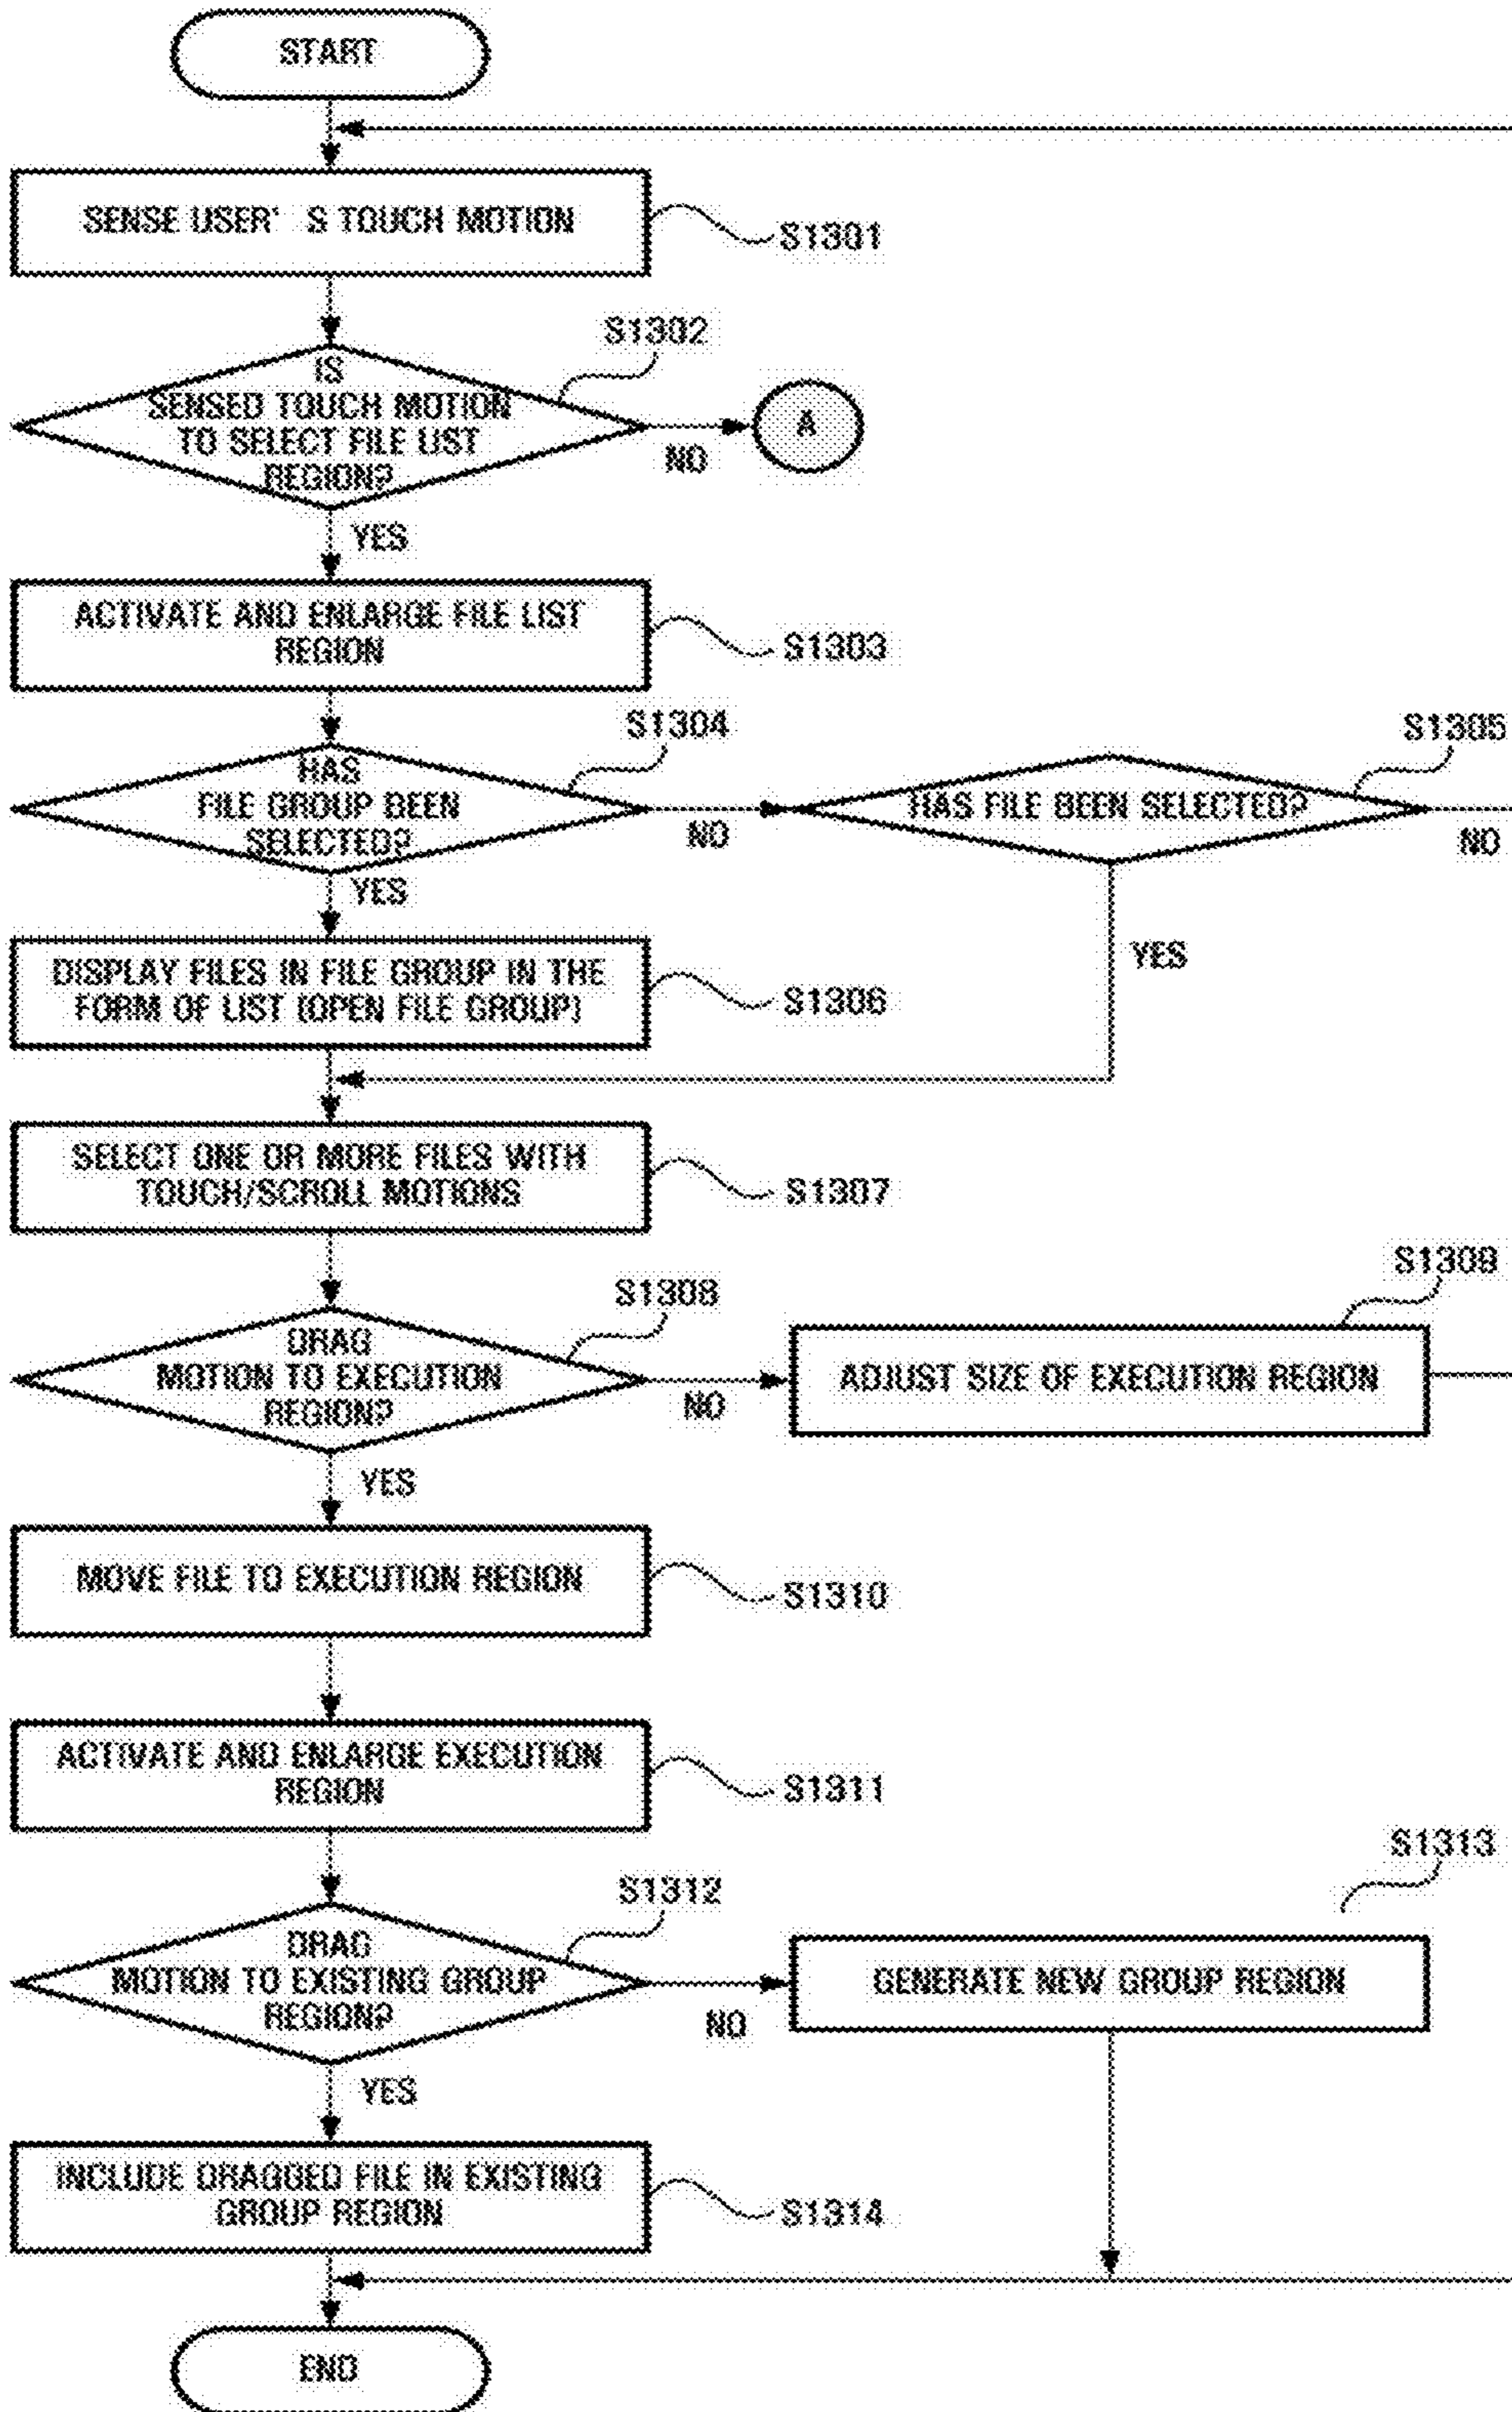 START
SENSE USER' S TOUCH MOTION
S1301
S1302
IS
SENSED TOUCH MOTION
TO SELECT FILE LIST
REGION?
A
NO
YES
ACTIVATE AND ENLARGE FILE LIST
REGION
S1303
S1304
S1305
HAS
FILE GROUP BEEN
SELECTED?
NO
HAS FILE BEEN SELECTED?
NO
YES
YES
DISPLAY FILES IN FILE GROUP IN THE
FORM OF LIST (OPEN FILE GROUP)
S1306
SELECT ONE OR MORE FILES WITH
TOUCH/SCROLL MOTIONS
S1307
S1308
S1309
DRAG
MOTION TO EXECUTION
REGION?
NO
ADJUST SIZE OF EXECUTION REGION
YES
MOVE FILE TO EXECUTION REGION
S1310
ACTIVATE AND ENLARGE EXECUTION
REGION
S1311
S1312
S1313
DRAG
MOTION TO EXISTING GROUP
REGION?
NO
GENERATE NEW GROUP REGION
YES
INCLUDE DRAGGED FILE IN EXISTING
GROUP REGION
S1314
END